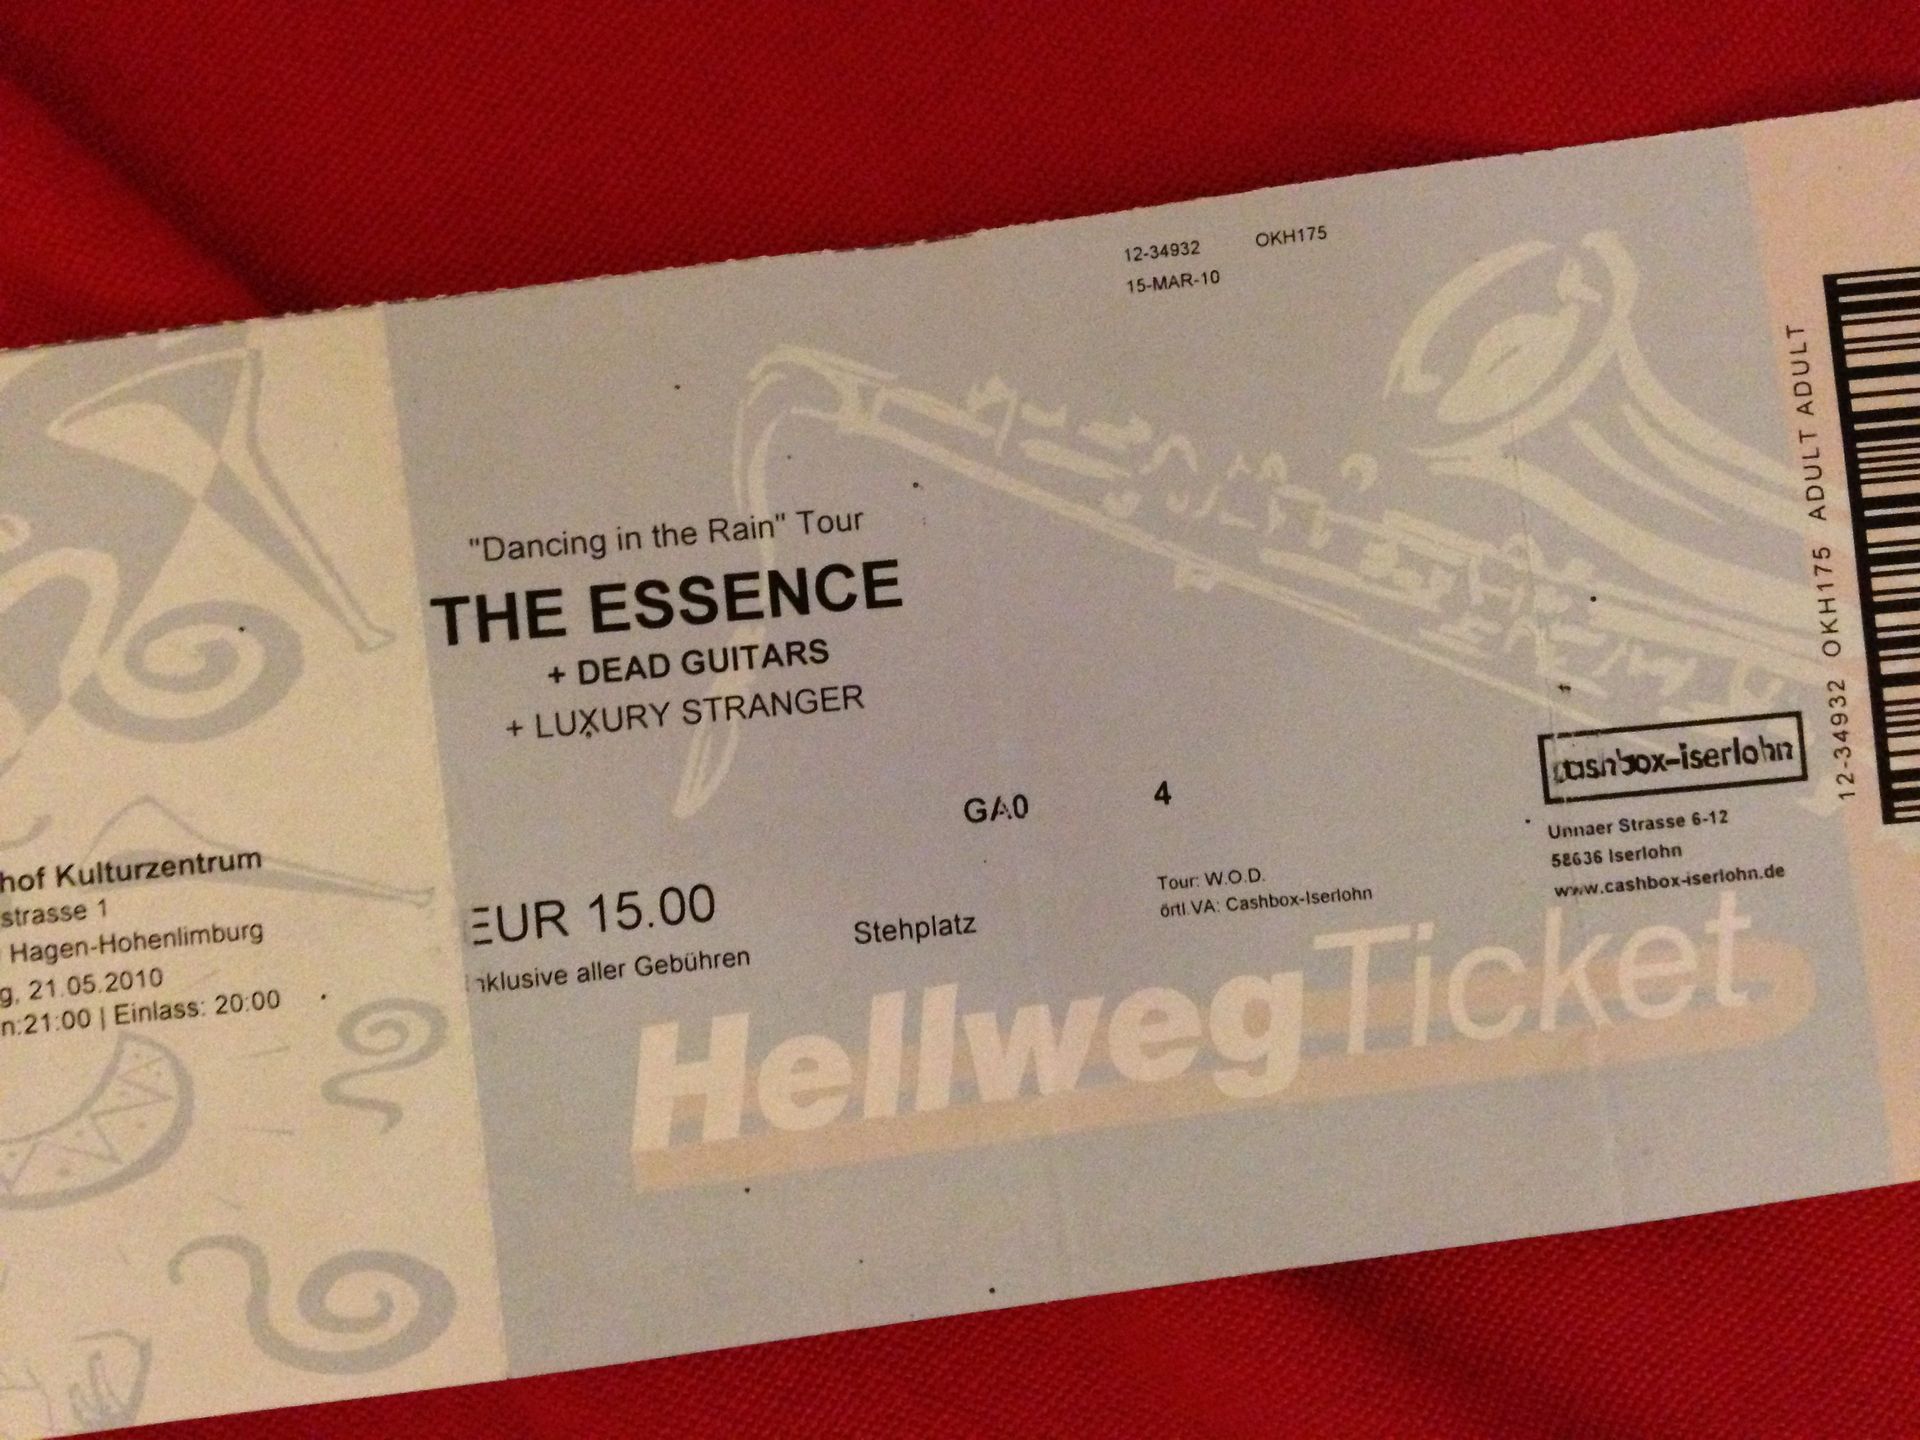 12-34932 OKH175
15-MAR-10
"Dancing in the Rain" Tour
THE ESSENCE
+ DEAD GUITARS
+ LUXURY STRANGER
GA0 4
EUR 15.00
inklusive aller Gebühren
Stehplatz
Tour: W.O.D.
örtl.VA: Cashbox-Iserlohn
cashbox-iserlohn
Unnaer Strasse 6-12
58636 Iserlohn
www.cashbox-iserlohn.de
HellwegTicket
hof Kulturzentrum
strasse 1
Hagen-Hohenlimburg
g, 21.05.2010
n:21:00 | Einlass: 20:00
12-34932 OKH175 ADULT ADULT